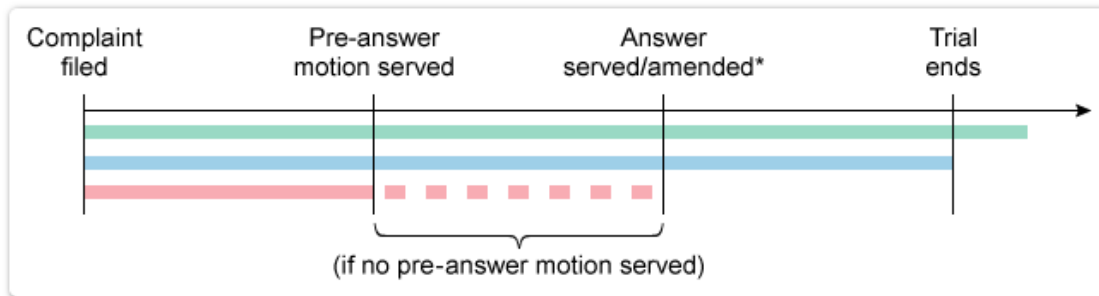 Complaint
filed
Pre-answer
motion served
Answer
served/amended*
Trial
ends
(if no pre-answer motion served)